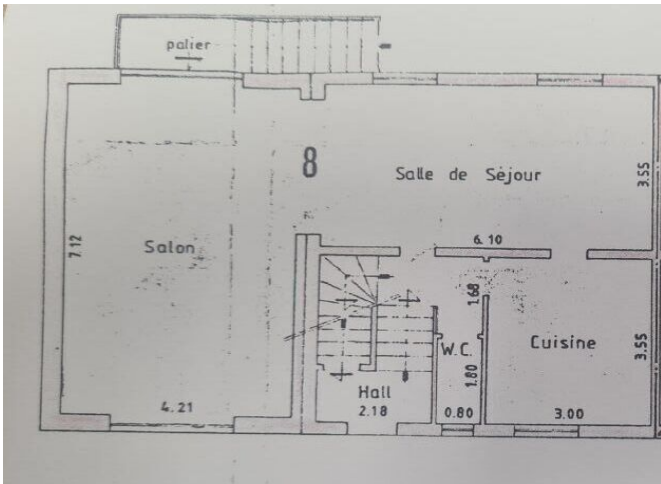 palier
8
Salle de Séjour
3.55
6.10
7.12
Salon
1.68
W.C.
Cuisine
3.55
1.80
Hall
4.21
2.18
0.80
3.00